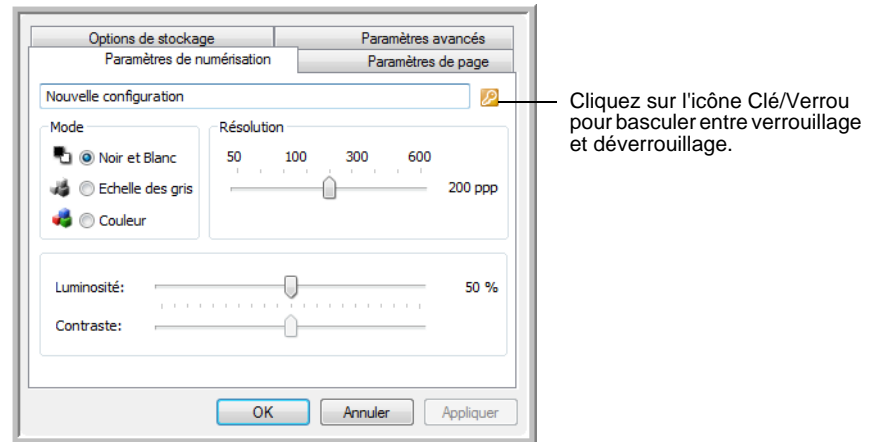 Options de stockage
Paramètres avancés
Paramètres de numérisation
Paramètres de page
Nouvelle configuration
Cliquez sur l'icône Clé/Verrou
pour basculer entre verrouillage
et déverrouillage.
Mode
Noir et Blanc
Echelle des gris
Couleur
Résolution
50 100 300 600
200 ppp
Luminosité:
50 %
Contraste:
OK
Annuler
Appliquer